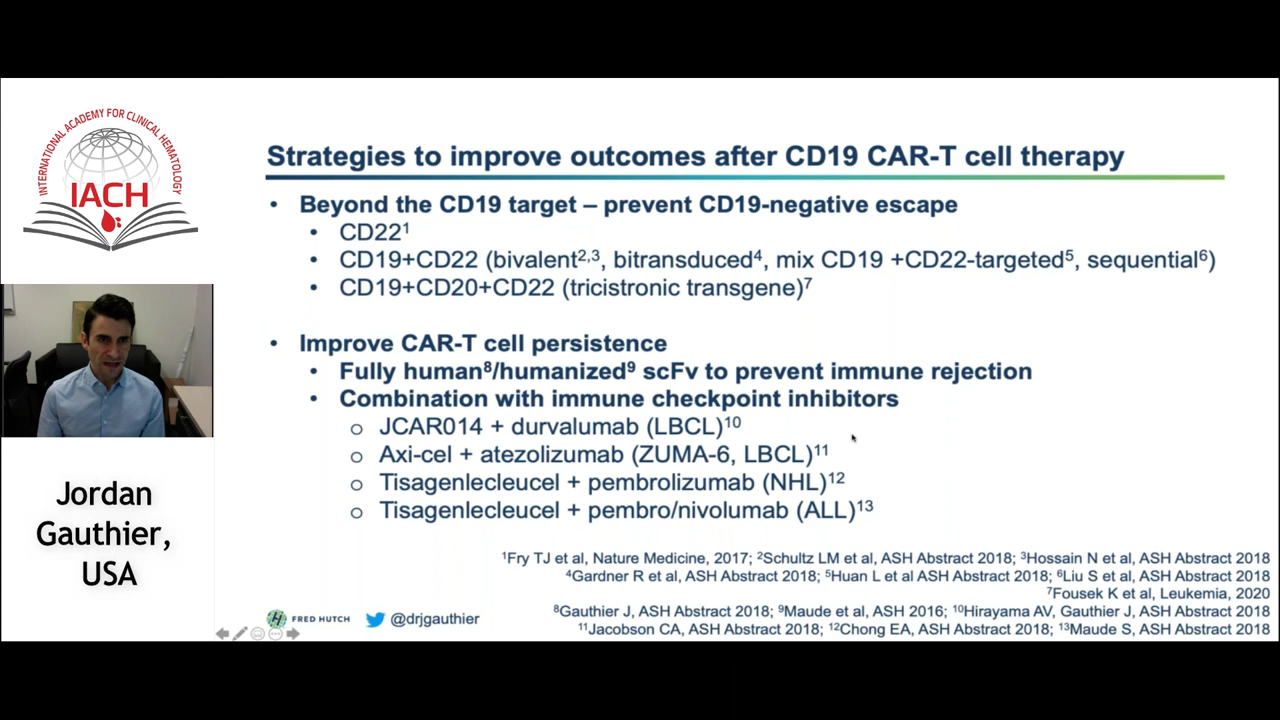 INTERNATIONAL ACADEMY FOR CLINICAL HEMATOLOGY
IACH
Jordan
Gauthier,
USA
Strategies to improve outcomes after CD19 CAR-T cell therapy
• Beyond the CD19 target – prevent CD19-negative escape
• CD22¹
• CD19+CD22 (bivalent²,³, bitransduced⁴, mix CD19 +CD22-targeted⁵, sequential⁶)
• CD19+CD20+CD22 (tricistronic transgene)⁷
• Improve CAR-T cell persistence
• Fully human⁸/humanized⁹ scFv to prevent immune rejection
• Combination with immune checkpoint inhibitors
o JCAR014 + durvalumab (LBCL)¹⁰
o Axi-cel + atezolizumab (ZUMA-6, LBCL)¹¹
o Tisagenlecleucel + pembrolizumab (NHL)¹²
o Tisagenlecleucel + pembro/nivolumab (ALL)¹³
¹Fry TJ et al, Nature Medicine, 2017; ²Schultz LM et al, ASH Abstract 2018; ³Hossain N et al, ASH Abstract 2018
⁴Gardner R et al, ASH Abstract 2018; ⁵Huan L et al ASH Abstract 2018; ⁶Liu S et al, ASH Abstract 2018
⁷Fousek K et al, Leukemia, 2020
⁸Gauthier J, ASH Abstract 2018; ⁹Maude et al, ASH 2016; ¹⁰Hirayama AV, Gauthier J, ASH Abstract 2018
¹¹Jacobson CA, ASH Abstract 2018; ¹²Chong EA, ASH Abstract 2018; ¹³Maude S, ASH Abstract 2018
FRED HUTCH
@drjgauthier